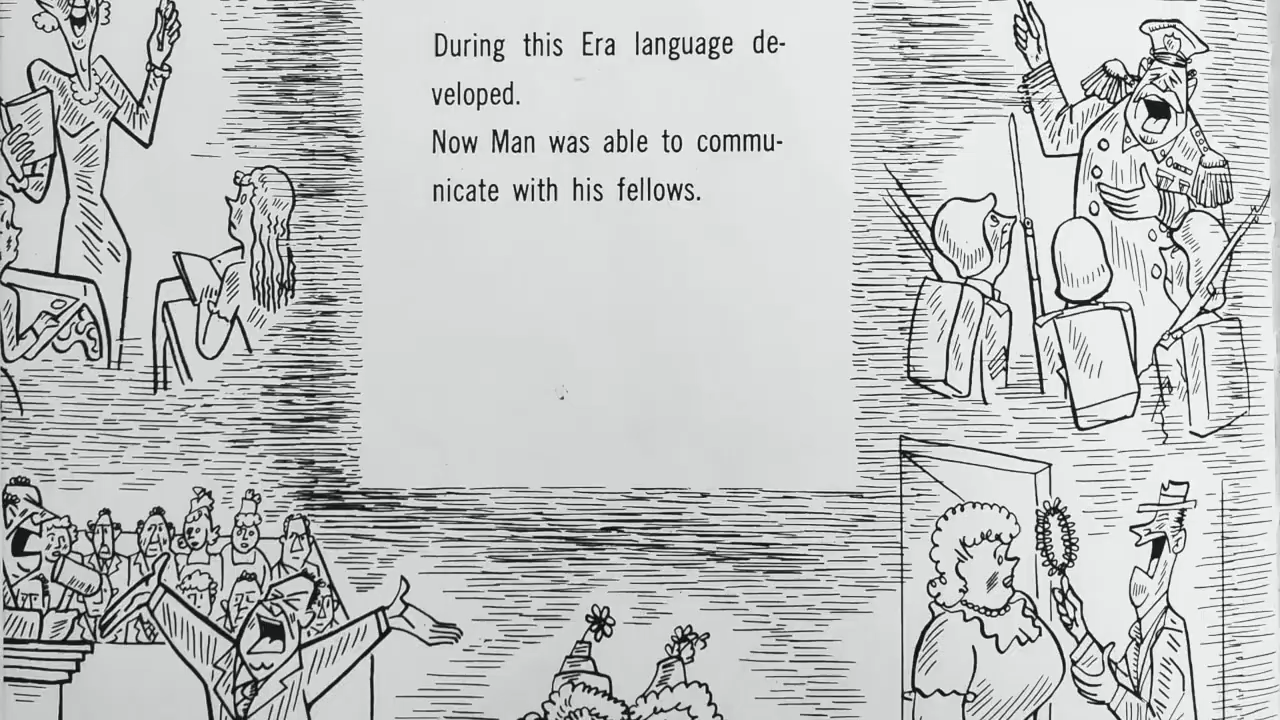 During this Era language de-
veloped.
Now Man was able to commu-
nicate with his fellows.